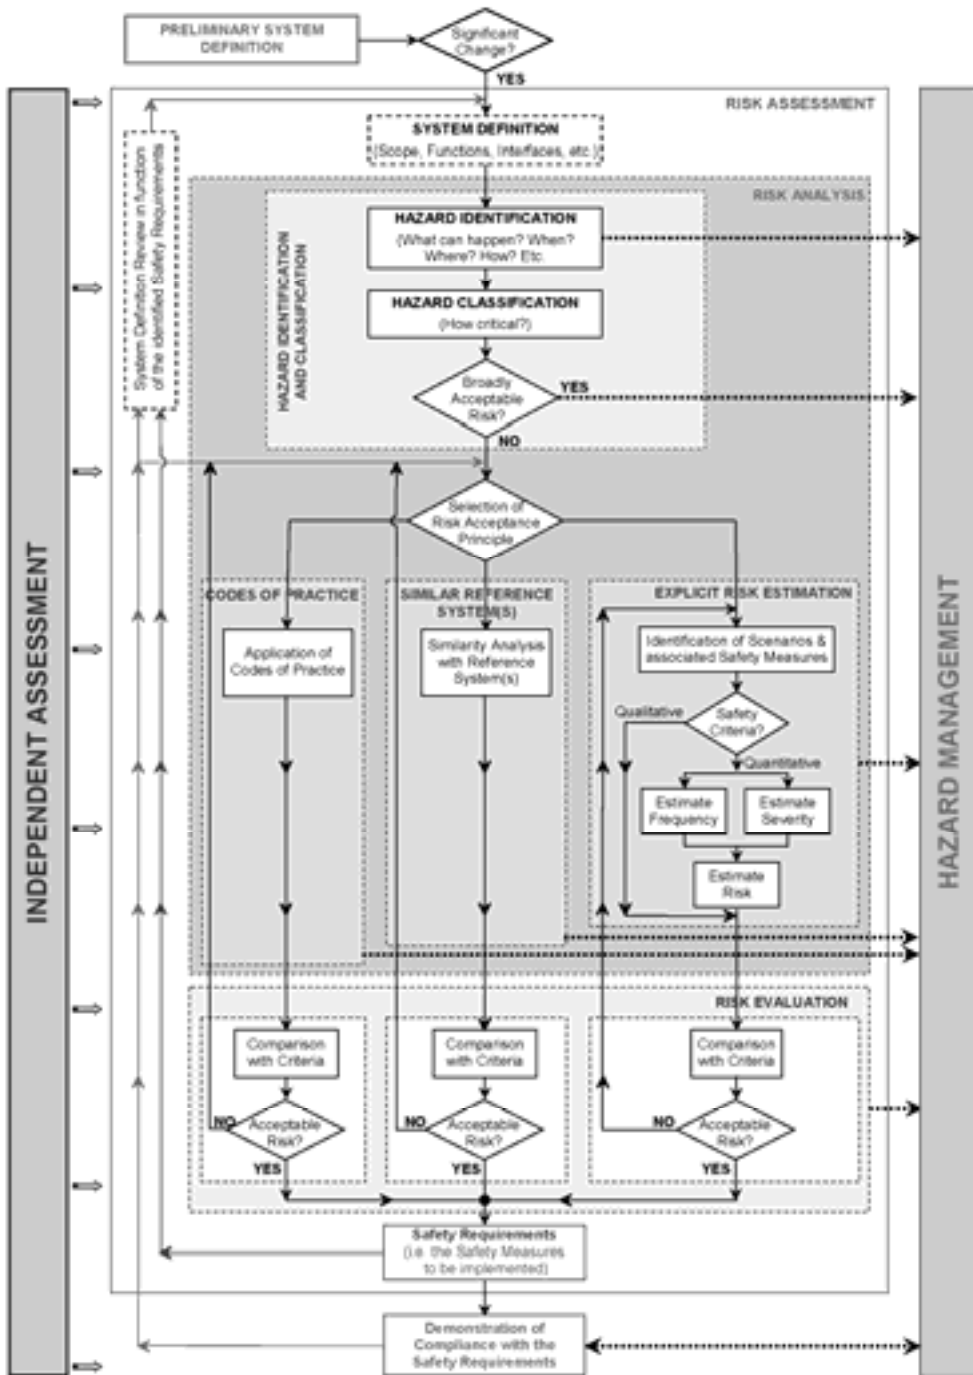 PRELIMINARY SYSTEM
DEFINITION
Significant
Change?
YES
RISK ASSESSMENT
SYSTEM DEFINITION
(Scope, Functions, Interfaces, etc.)
System Definition Review in function
of the identified Safety Requirements
RISK ANALYSIS
HAZARD IDENTIFICATION
AND CLASSIFICATION
HAZARD IDENTIFICATION
(What can happen? When?
Where? How? Etc.
HAZARD CLASSIFICATION
(How critical?)
Broadly
Acceptable
Risk?
YES
NO
Selection of
Risk Acceptance
Principle
CODES OF PRACTICE
Application of
Codes of Practice
SIMILAR REFERENCE
SYSTEM(S)
Similarity Analysis
with Reference
System(s)
EXPLICIT RISK ESTIMATION
Identification of Scenarios &
associated Safety Measures
Qualitative
Safety
Criteria?
Quantitative
Estimate
Frequency
Estimate
Severity
Estimate
Risk
RISK EVALUATION
Comparison
with Criteria
Comparison
with Criteria
Comparison
with Criteria
NO
Acceptable
Risk?
YES
NO
Acceptable
Risk?
YES
NO
Acceptable
Risk?
YES
Safety Requirements
(i.e. the Safety Measures
to be implemented)
Demonstration of
Compliance with the
Safety Requirements
INDEPENDENT ASSESSMENT
HAZARD MANAGEMENT